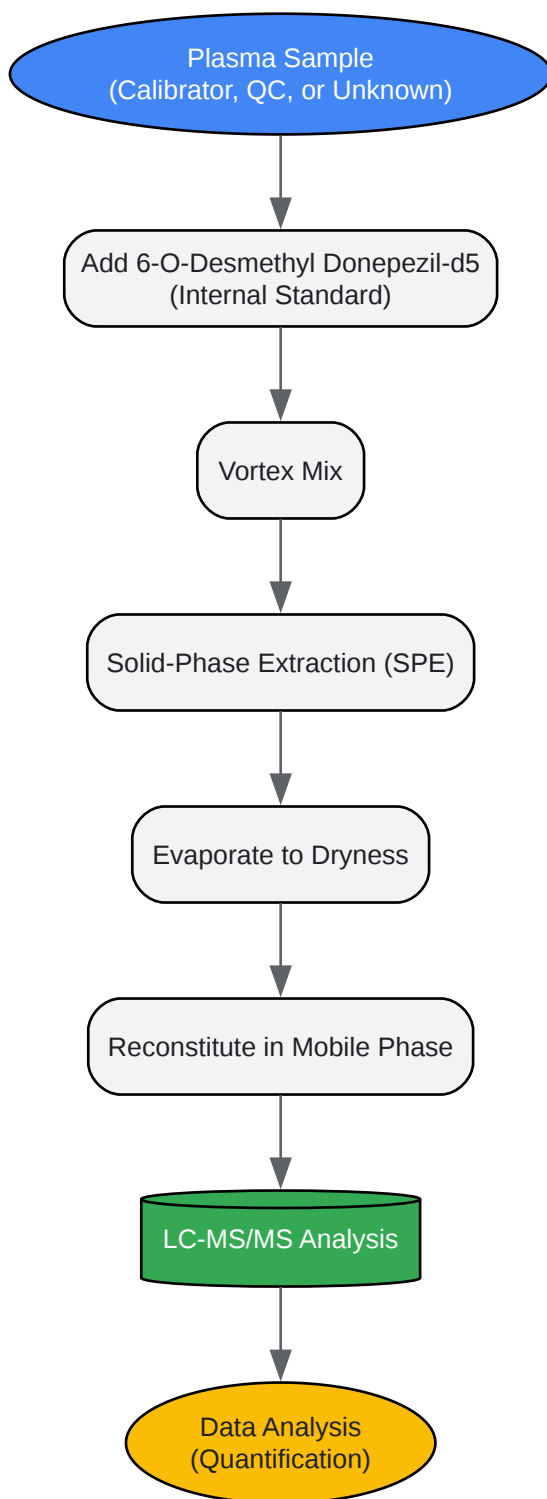 Plasma Sample
(Calibrator, QC, or Unknown)
Add 6-O-Desmethyl Donepezil-d5
(Internal Standard)
Vortex Mix
Solid-Phase Extraction (SPE)
Evaporate to Dryness
Reconstitute in Mobile Phase
LC-MS/MS Analysis
Data Analysis
(Quantification)